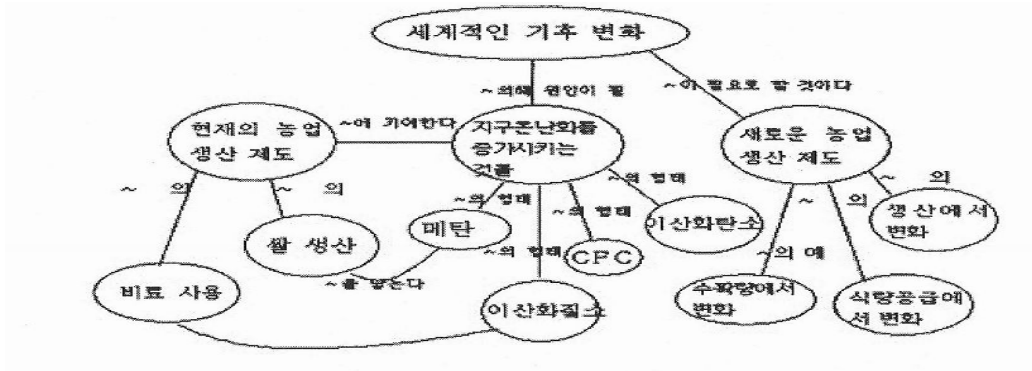 세계적인 기후 변화
~의해 원인이 될
~이 필요로 할 것이다
현재의 농업
생산 제도
~에 기여한다
지구온난화를
증가시키는
것들
새로운 농업
생산 제도
~ 의
~ 의
~의 형태
~의 형태
~의 형태
~의 형태
~ 의
~ 의
~의 예
쌀 생산
메탄
CFC
이산화탄소
생산에서
변화
~을 낳는다
비료 사용
이산화질소
수확량에서
변화
식량공급에
서 변화